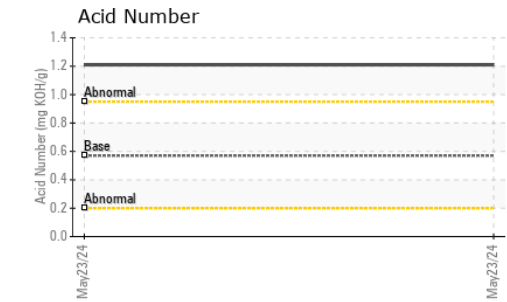 Acid Number
Acid Number (mg KOH/g)
1.4
1.2
1.0
0.8
0.6
0.4
0.2
0.0
Abnormal
Base
Abnormal
May23/24
May23/24